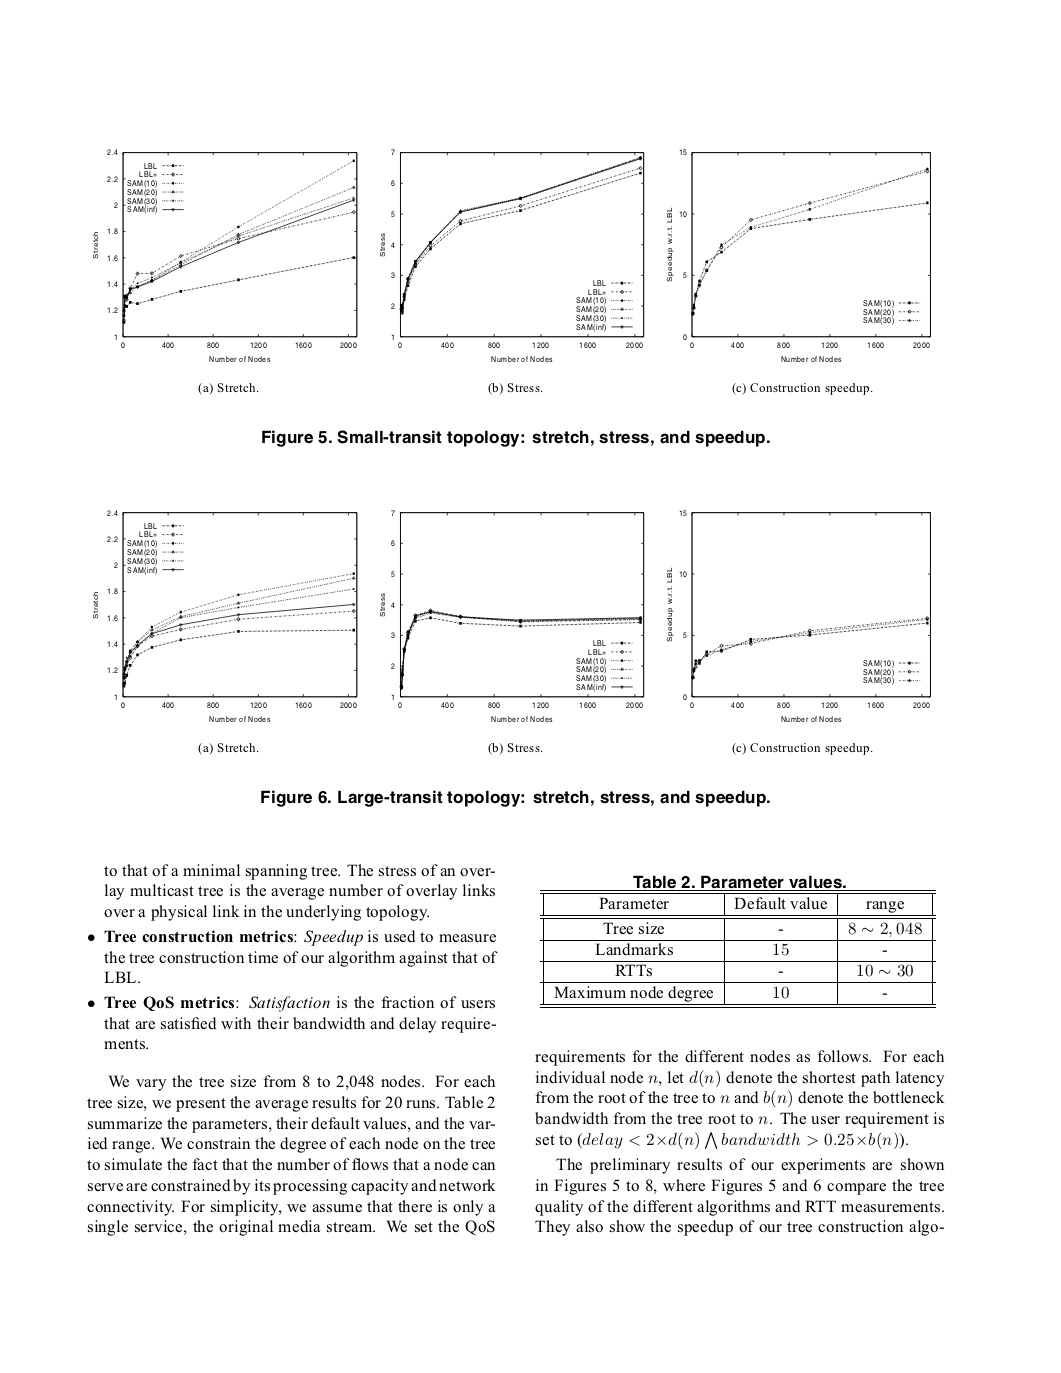 2.4
2.2
2
1.8
1.6
1.4
1.2
1
0
400
800
1200
1600
2000
Stretch
Number of Nodes
LBL
LBL+
SAM(10)
SAM(20)
SAM(30)
SAM(inf)
(a) Stretch.
7
6
5
4
3
2
1
0
400
800
1200
1600
2000
Stress
Number of Nodes
LBL
LBL+
SAM(10)
SAM(20)
SAM(30)
SAM(inf)
(b) Stress.
15
10
5
0
0
400
800
1200
1600
2000
Speedup w.r.t. LBL
Number of Nodes
SAM(10)
SAM(20)
SAM(30)
(c) Construction speedup.
Figure 5. Small-transit topology: stretch, stress, and speedup.
2.4
2.2
2
1.8
1.6
1.4
1.2
1
0
400
800
1200
1600
2000
Stretch
Number of Nodes
LBL
LBL+
SAM(10)
SAM(20)
SAM(30)
SAM(inf)
(a) Stretch.
7
6
5
4
3
2
1
0
400
800
1200
1600
2000
Stress
Number of Nodes
LBL
LBL+
SAM(10)
SAM(20)
SAM(30)
SAM(inf)
(b) Stress.
15
10
5
0
0
400
800
1200
1600
2000
Speedup w.r.t. LBL
Number of Nodes
SAM(10)
SAM(20)
SAM(30)
(c) Construction speedup.
Figure 6. Large-transit topology: stretch, stress, and speedup.
to that of a minimal spanning tree. The stress of an over-
lay multicast tree is the average number of overlay links
over a physical link in the underlying topology.
• Tree construction metrics: Speedup is used to measure
the tree construction time of our algorithm against that of
LBL.
• Tree QoS metrics: Satisfaction is the fraction of users
that are satisfied with their bandwidth and delay require-
ments.
We vary the tree size from 8 to 2,048 nodes. For each
tree size, we present the average results for 20 runs. Table 2
summarize the parameters, their default values, and the var-
ied range. We constrain the degree of each node on the tree
to simulate the fact that the number of flows that a node can
serve are constrained by its processing capacity and network
connectivity. For simplicity, we assume that there is only a
single service, the original media stream. We set the QoS
Table 2. Parameter values.
Parameter Default value range
Tree size - 8 ∼ 2, 048
Landmarks 15 -
RTTs - 10 ∼ 30
Maximum node degree 10 -
requirements for the different nodes as follows. For each
individual node n, let d(n) denote the shortest path latency
from the root of the tree to n and b(n) denote the bottleneck
bandwidth from the tree root to n. The user requirement is
set to (delay < 2×d(n) ⋀ bandwidth > 0.25×b(n)).
The preliminary results of our experiments are shown
in Figures 5 to 8, where Figures 5 and 6 compare the tree
quality of the different algorithms and RTT measurements.
They also show the speedup of our tree construction algo-